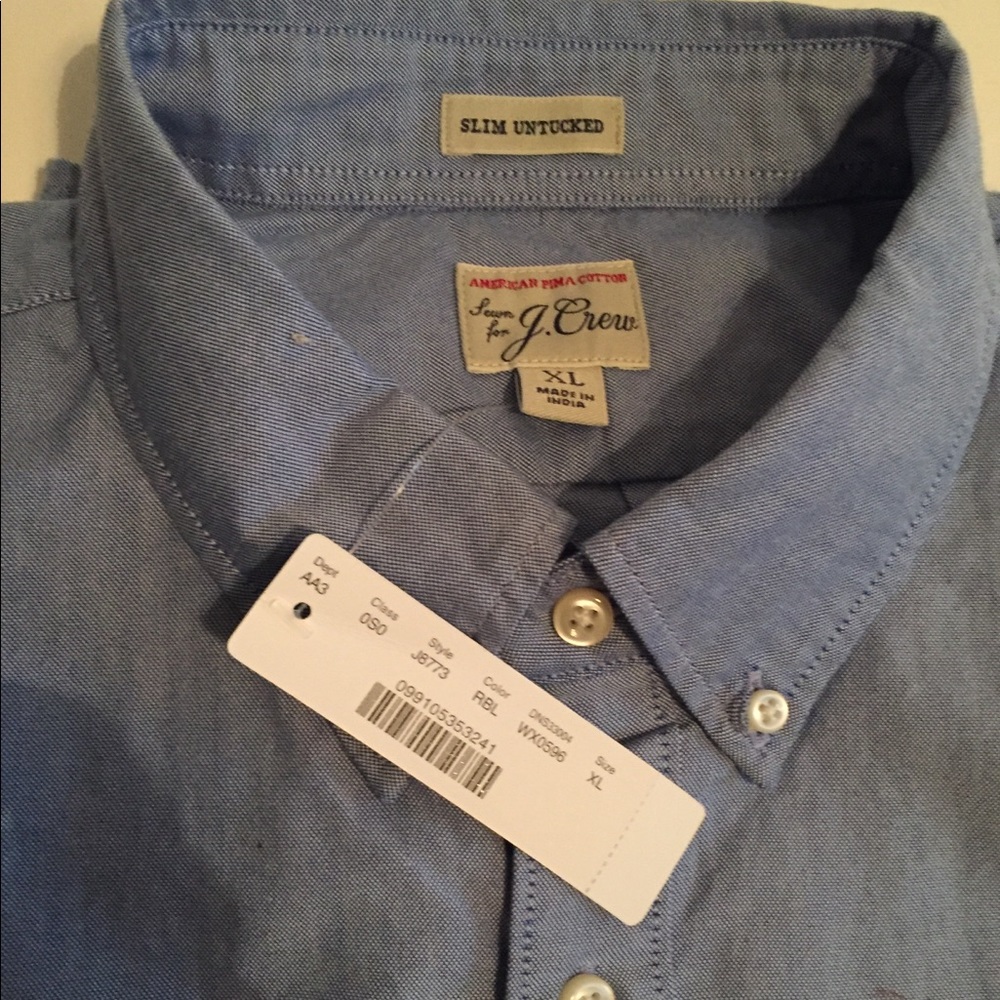 SLIM UNTUCKED
AMERICAN PIMA COTTON
Sewn for J.Crew
XL
MADE IN
INDIA
Dept Class Style Color DNS33004 Size
AA3 0S0 J8773 RBL WX0596 XL
099105353241